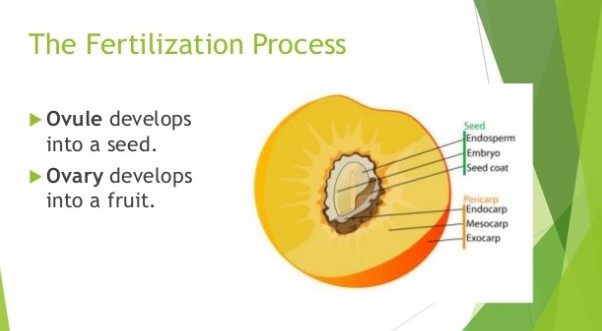 The Fertilization Process
Ovule develops
into a seed.
Ovary develops
into a fruit.
Seed
Endosperm
Embryo
Seed coat
Pericarp
Endocarp
Mesocarp
Exocarp